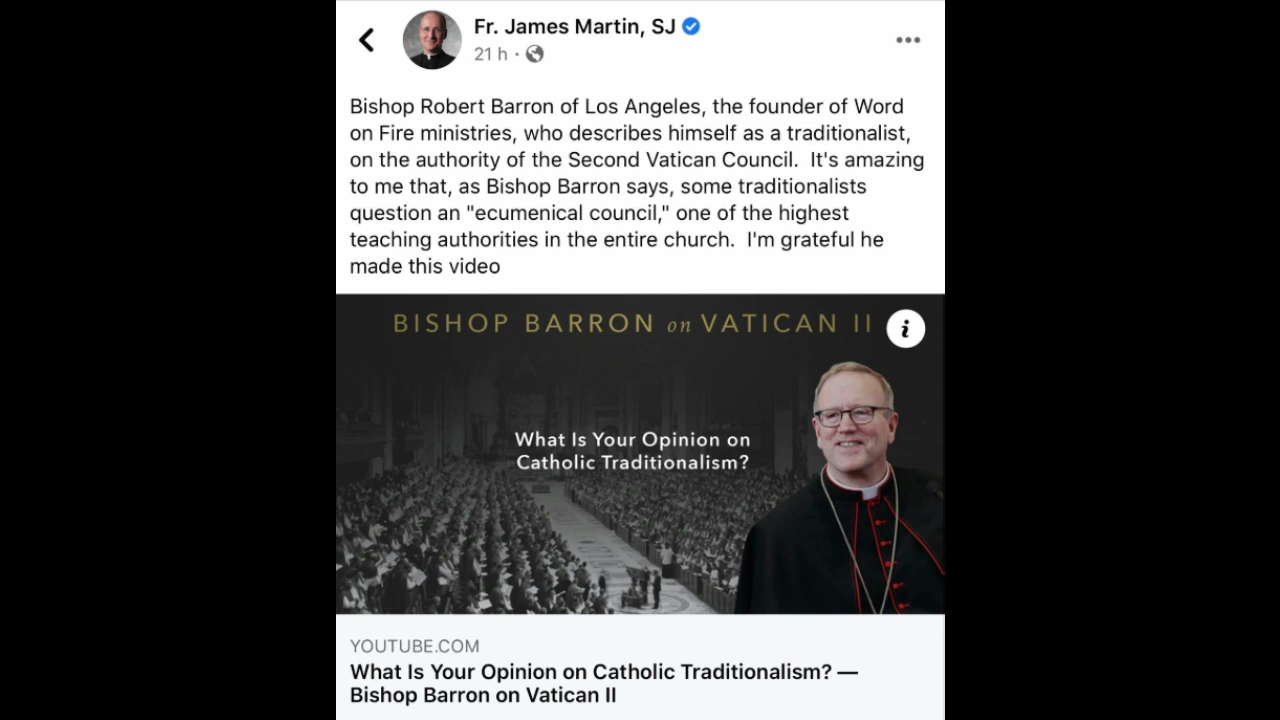 Fr. James Martin, SJ
21 h ·
Bishop Robert Barron of Los Angeles, the founder of Word
on Fire ministries, who describes himself as a traditionalist,
on the authority of the Second Vatican Council.  It's amazing
to me that, as Bishop Barron says, some traditionalists
question an "ecumenical council," one of the highest
teaching authorities in the entire church.  I'm grateful he
made this video
BISHOP BARRON on VATICAN II
i
What Is Your Opinion on
Catholic Traditionalism?
YOUTUBE.COM
What Is Your Opinion on Catholic Traditionalism? —
Bishop Barron on Vatican II